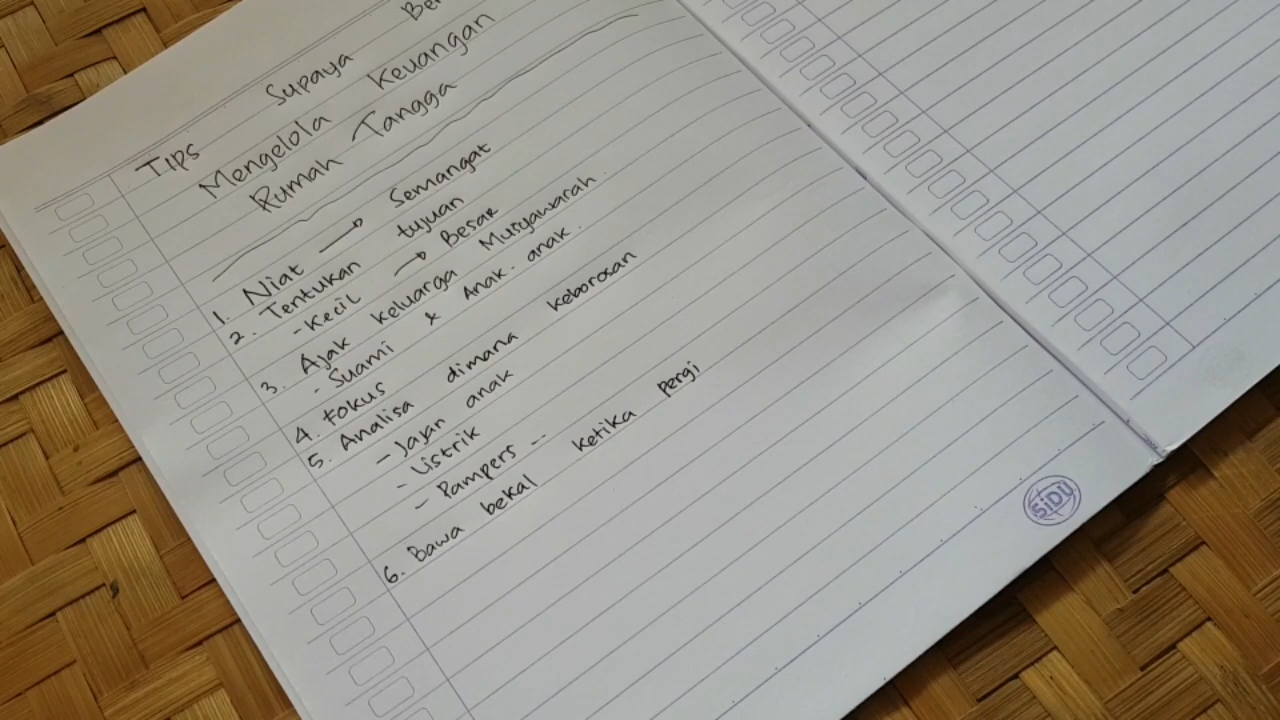 TIPS Supaya Ber
Mengelola Keuangan
Rumah Tangga
1. Niat → Semangat
2. Tentukan tujuan
- Kecil → Besar
3. Ajak keluarga Musyawarah.
- Suami & Anak. anak.
4. Fokus
5. Analisa dimana keborosan
- Jajan anak
- Listrik
- Pampers ..
6. Bawa bekal ketika pergi
SiDU